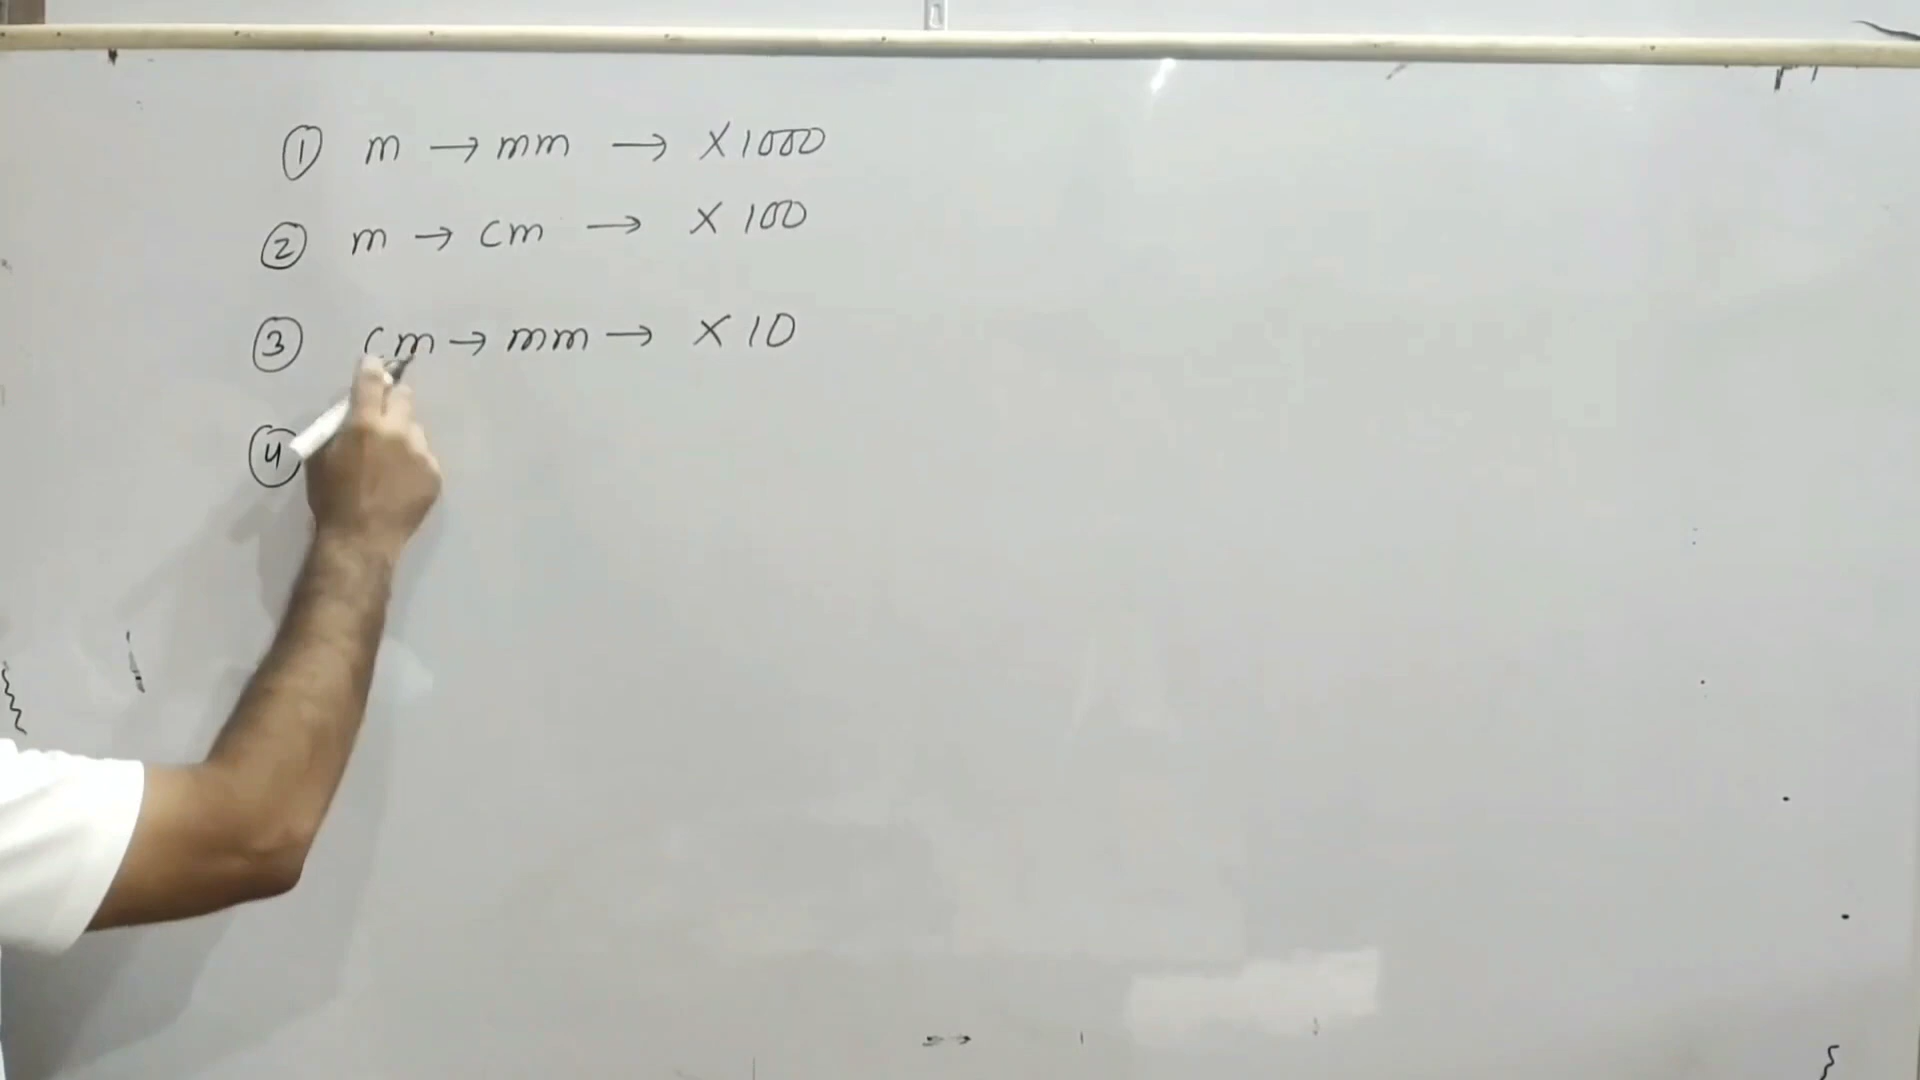 ① m → mm → ×1000
② m → cm → ×100
③ cm → mm → ×10
④